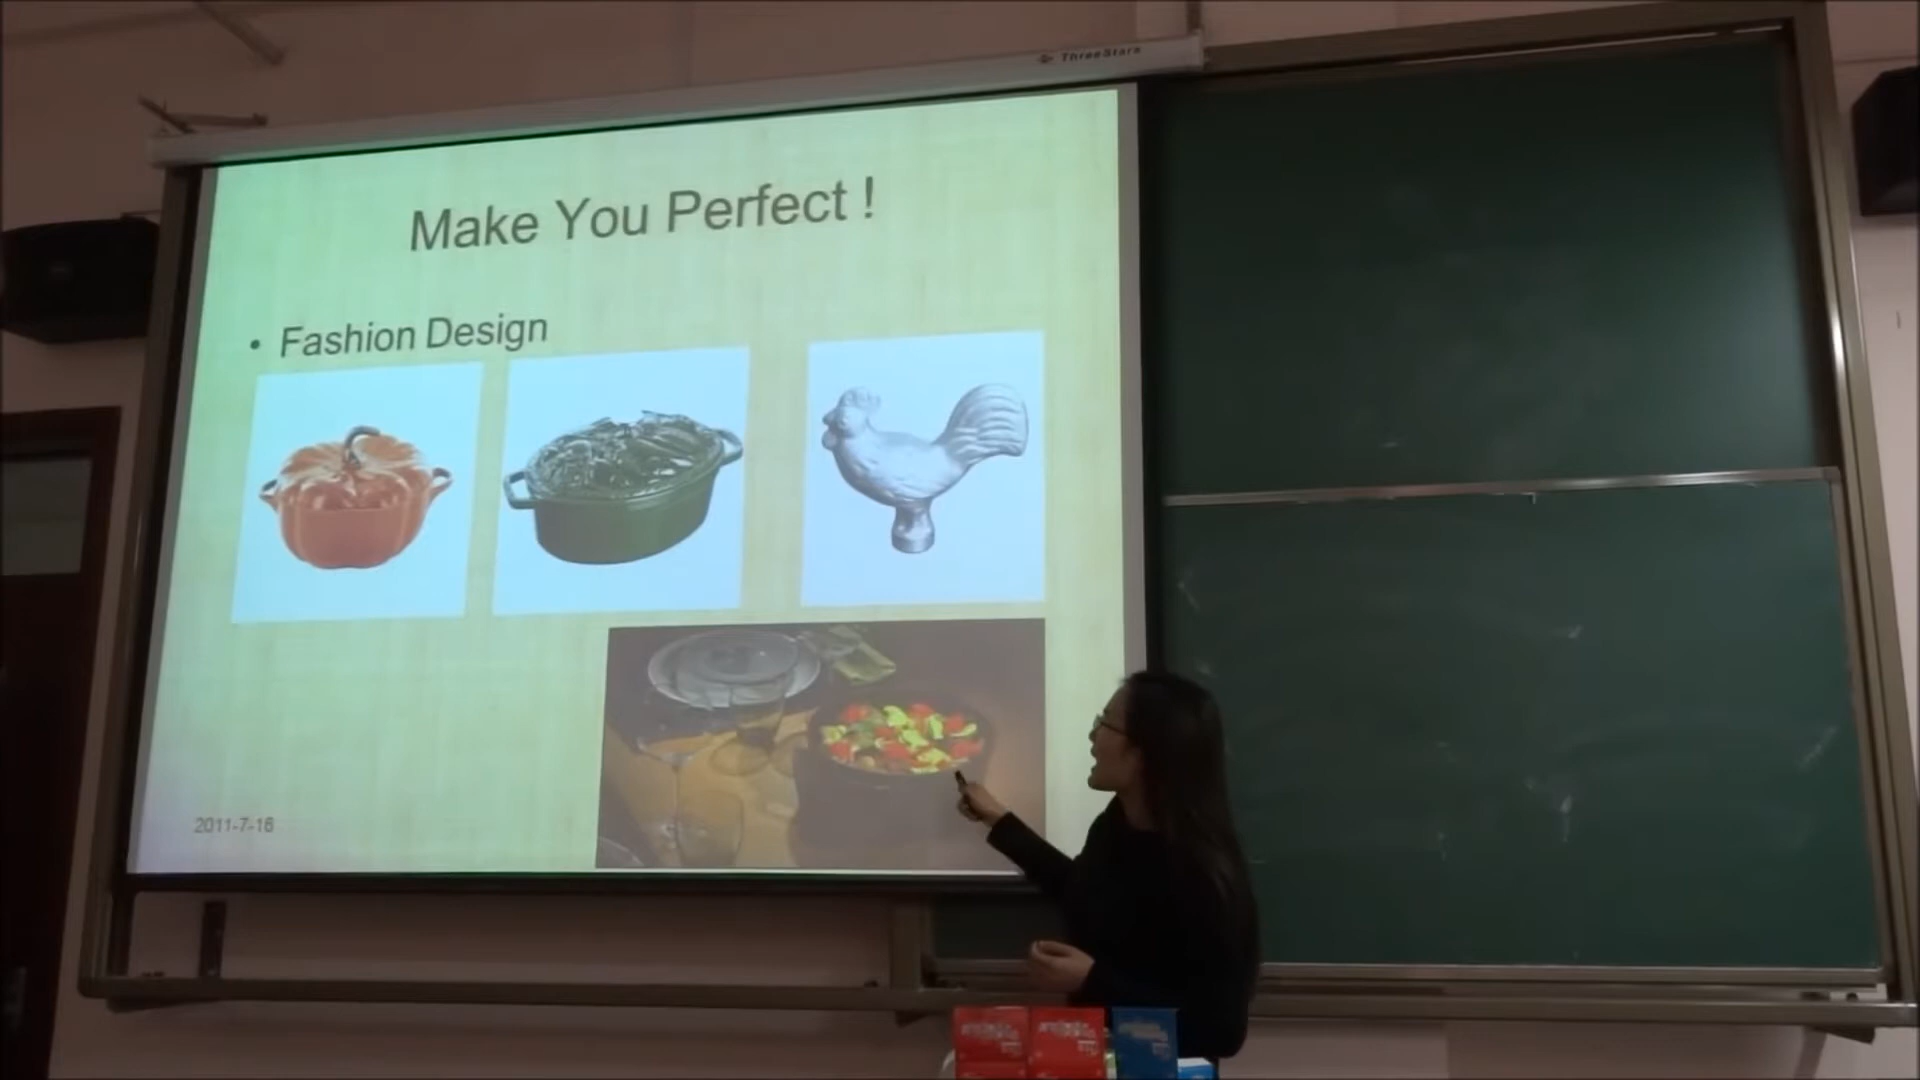 ThreeStars
Make You Perfect !
• Fashion Design
2011-7-16